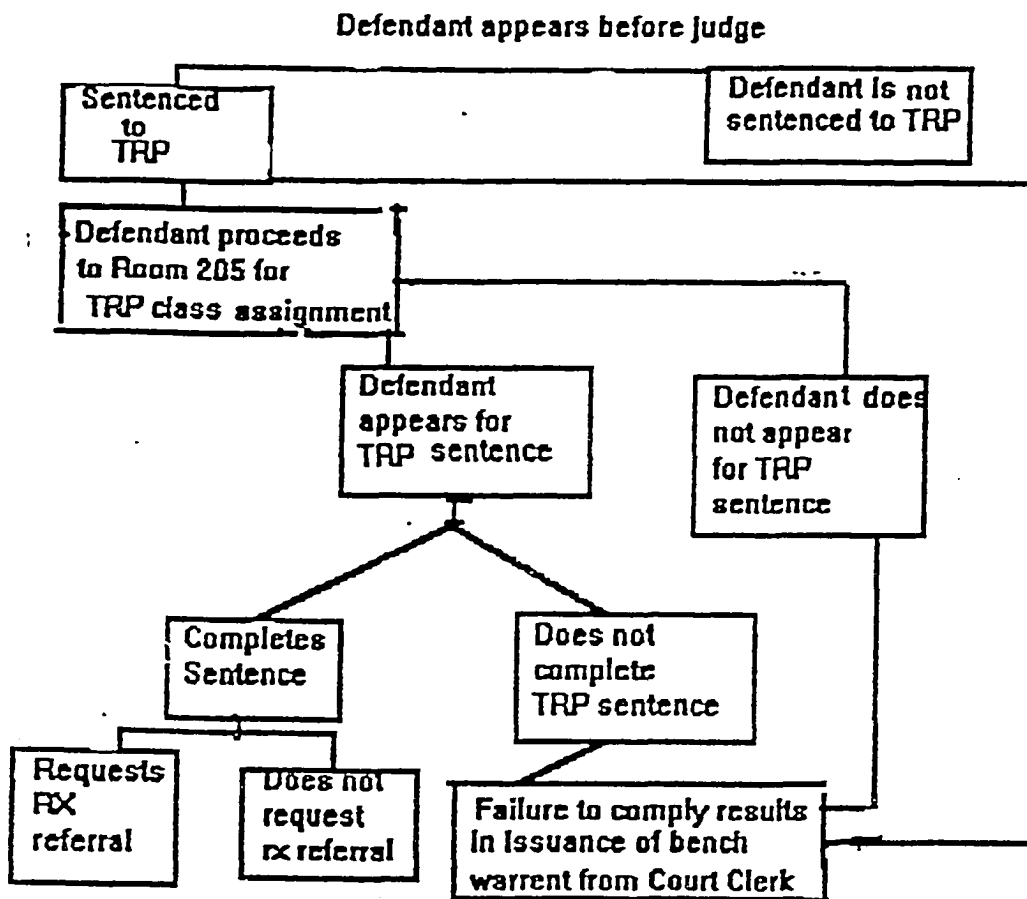 Defendant appears before judge
Sentenced
to
TRP
Defendant is not
sentenced to TRP
Defendant proceeds
to Room 205 for
TRP class assignment
Defendant
appears for
TRP sentence
Defendant does
not appear
for TRP
sentence
Completes
Sentence
Does not
complete
TRP sentence
Requests
RX
referral
Does not
request
rx referral
Failure to comply results
in issuance of bench
warrent from Court Clerk